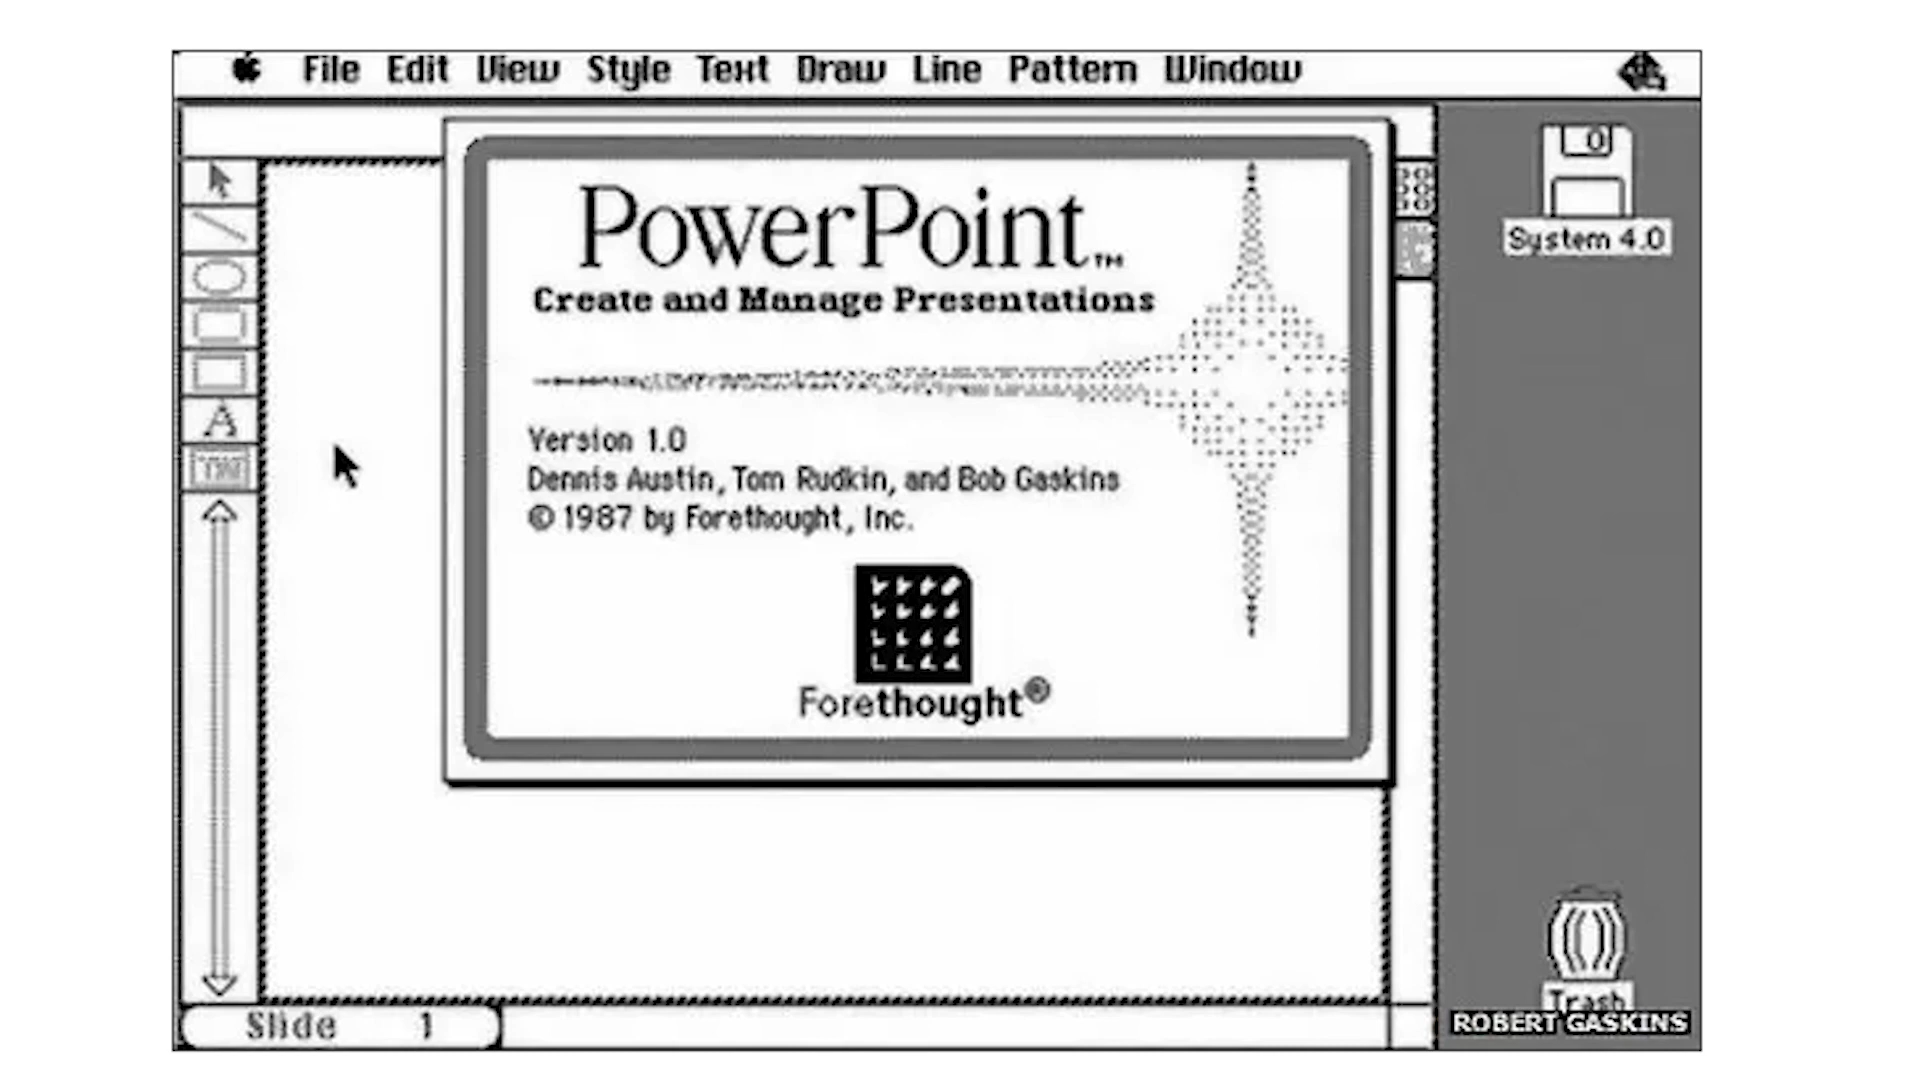 File Edit View Style Text Draw Line Pattern Window
0
System 4.0
A
PowerPoint™
Create and Manage Presentations
Version 1.0
Dennis Austin, Tom Rudkin, and Bob Gaskins
© 1987 by Forethought, Inc.
Forethought®
Trash
ROBERT GASKINS
Slide 1